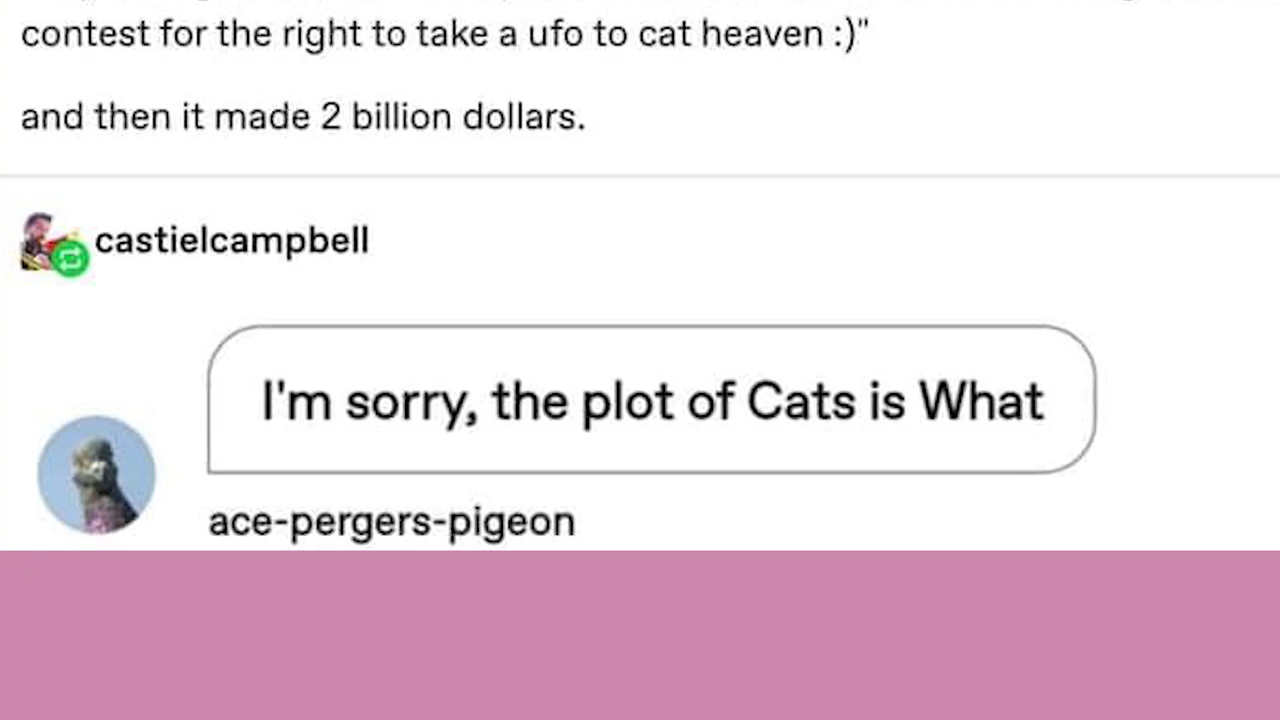 contest for the right to take a ufo to cat heaven :)"
and then it made 2 billion dollars.
castielcampbell
I'm sorry, the plot of Cats is What
ace-pergers-pigeon